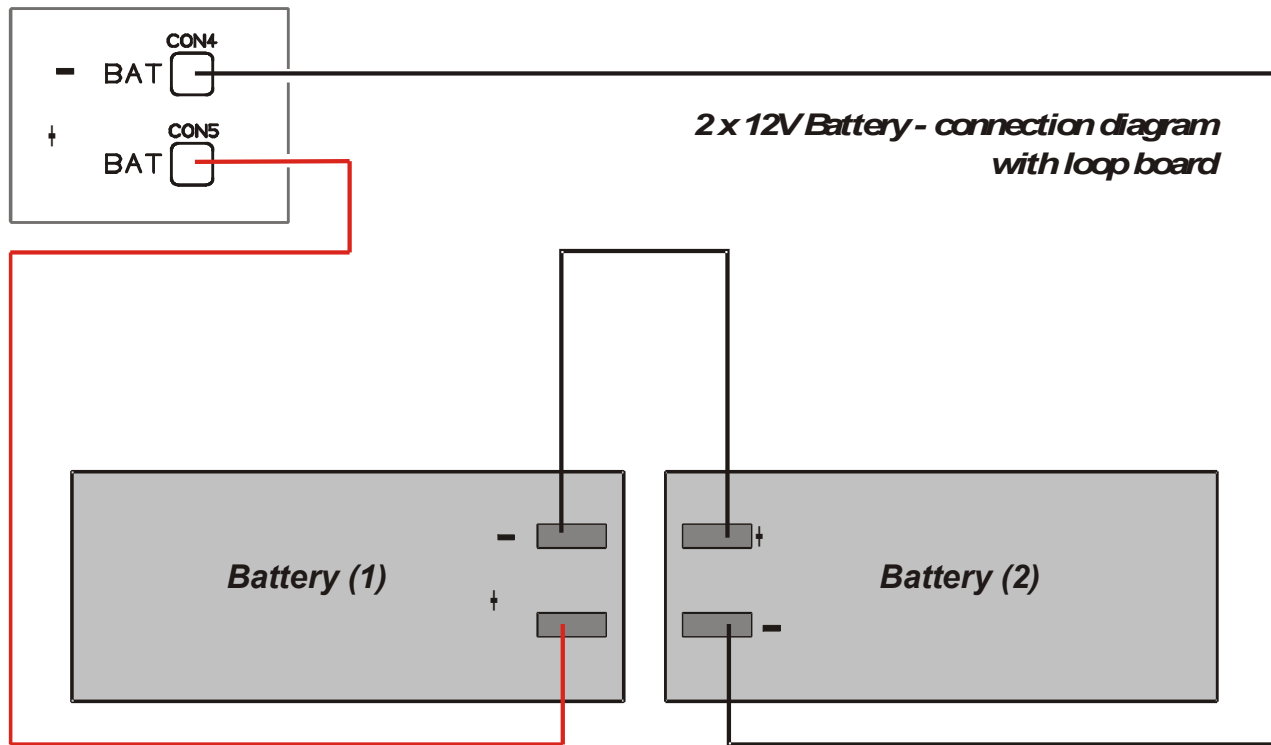 CON4
- BAT
+ CON5
BAT
2 x 12V Battery - connection diagram
with loop board
- +
Battery (1) Battery (2)
+ -